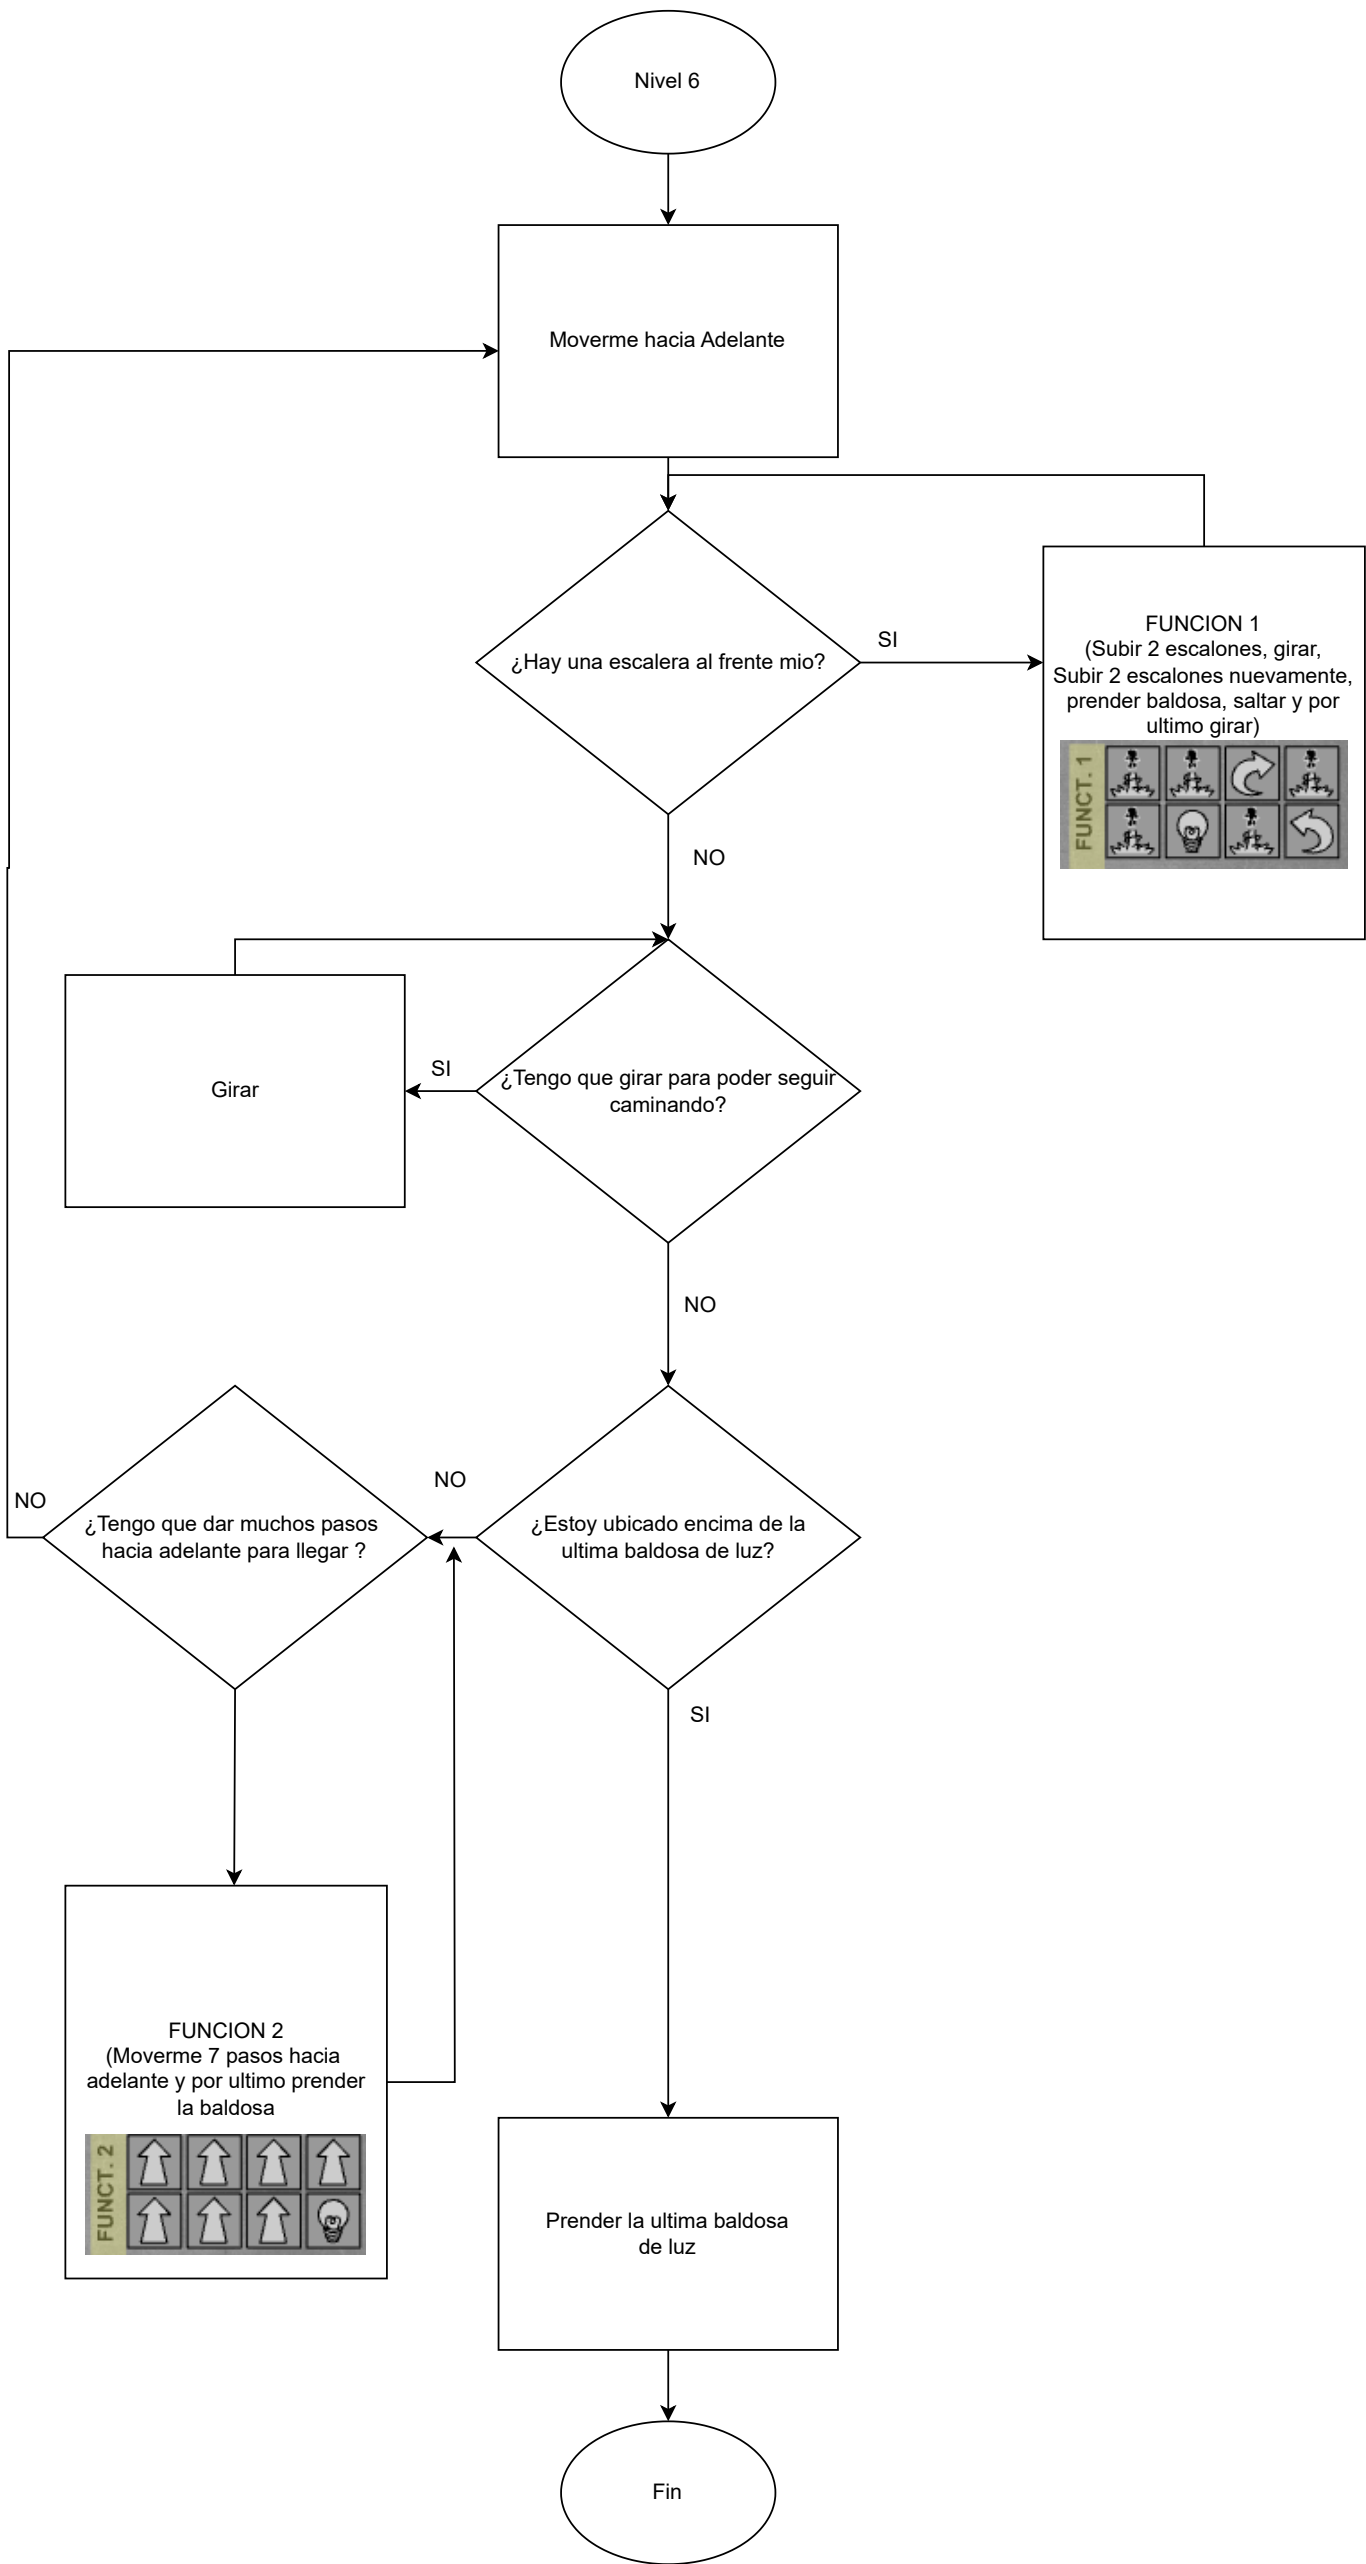 Nivel 6
Moverme hacia Adelante
¿Hay una escalera al frente mio?
SI
FUNCION 1
(Subir 2 escalones, girar,
Subir 2 escalones nuevamente,
prender baldosa, saltar y por
ultimo girar)
FUNCT. 1
NO
Girar
SI
¿Tengo que girar para poder seguir
caminando?
NO
NO
¿Tengo que dar muchos pasos
hacia adelante para llegar ?
NO
¿Estoy ubicado encima de la
ultima baldosa de luz?
SI
FUNCION 2
(Moverme 7 pasos hacia
adelante y por ultimo prender
la baldosa
FUNCT. 2
Prender la ultima baldosa
de luz
Fin